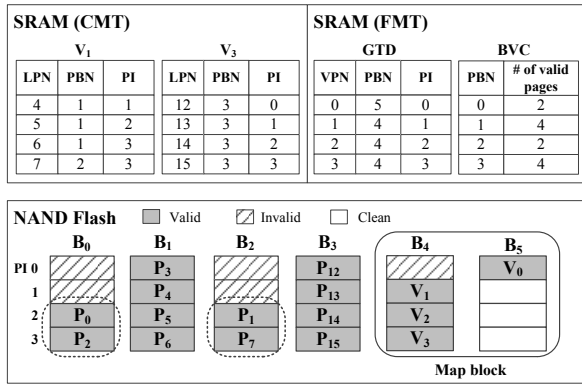 SRAM (CMT) SRAM (FMT)
V1 V3 GTD BVC
LPN PBN PI LPN PBN PI VPN PBN PI PBN # of valid pages
4 1 1 12 3 0 0 5 0 0 2
5 1 2 13 3 1 1 4 1 1 4
6 1 3 14 3 2 2 4 2 2 2
7 2 3 15 3 3 3 4 3 3 4
NAND Flash Valid Invalid Clean
B0 B1 B2 B3 B4 B5
PI 0 P3 P12 V0
1 P4 P13 V1
2 P0 P5 P1 P14 V2
3 P2 P6 P7 P15 V3
Map block